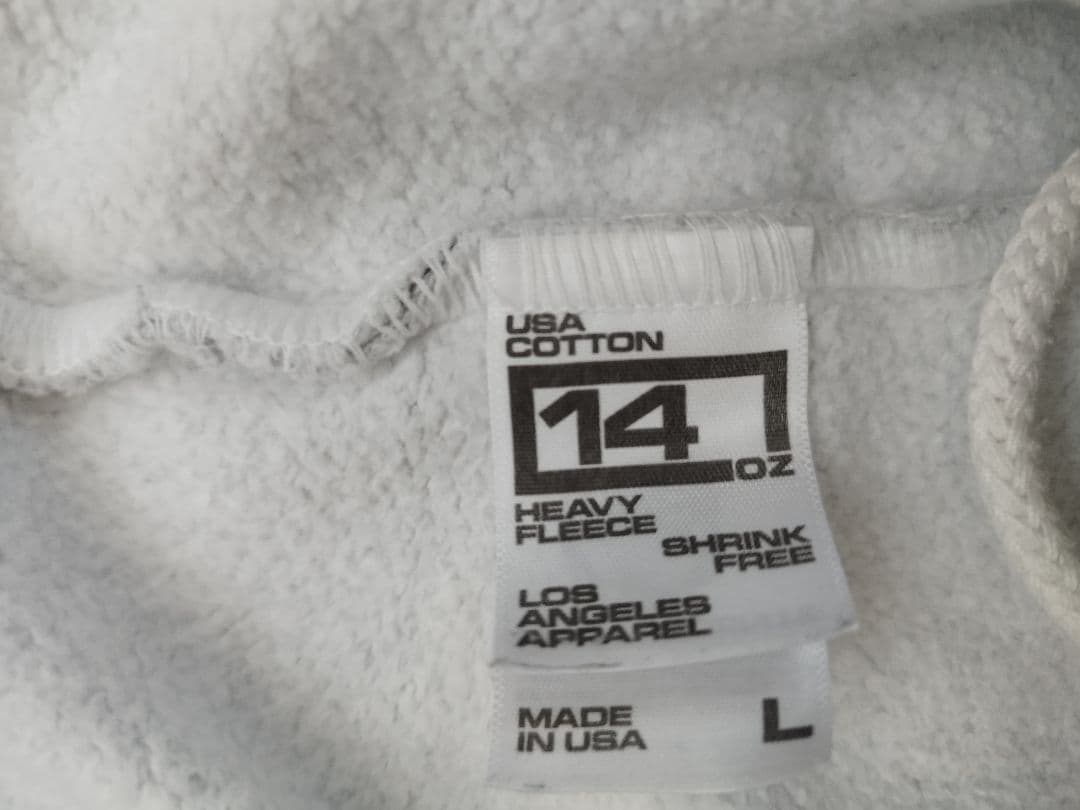 USA
COTTON
14
OZ
HEAVY
FLEECE
SHRINK
FREE
LOS
ANGELES
APPAREL
MADE
IN USA
L